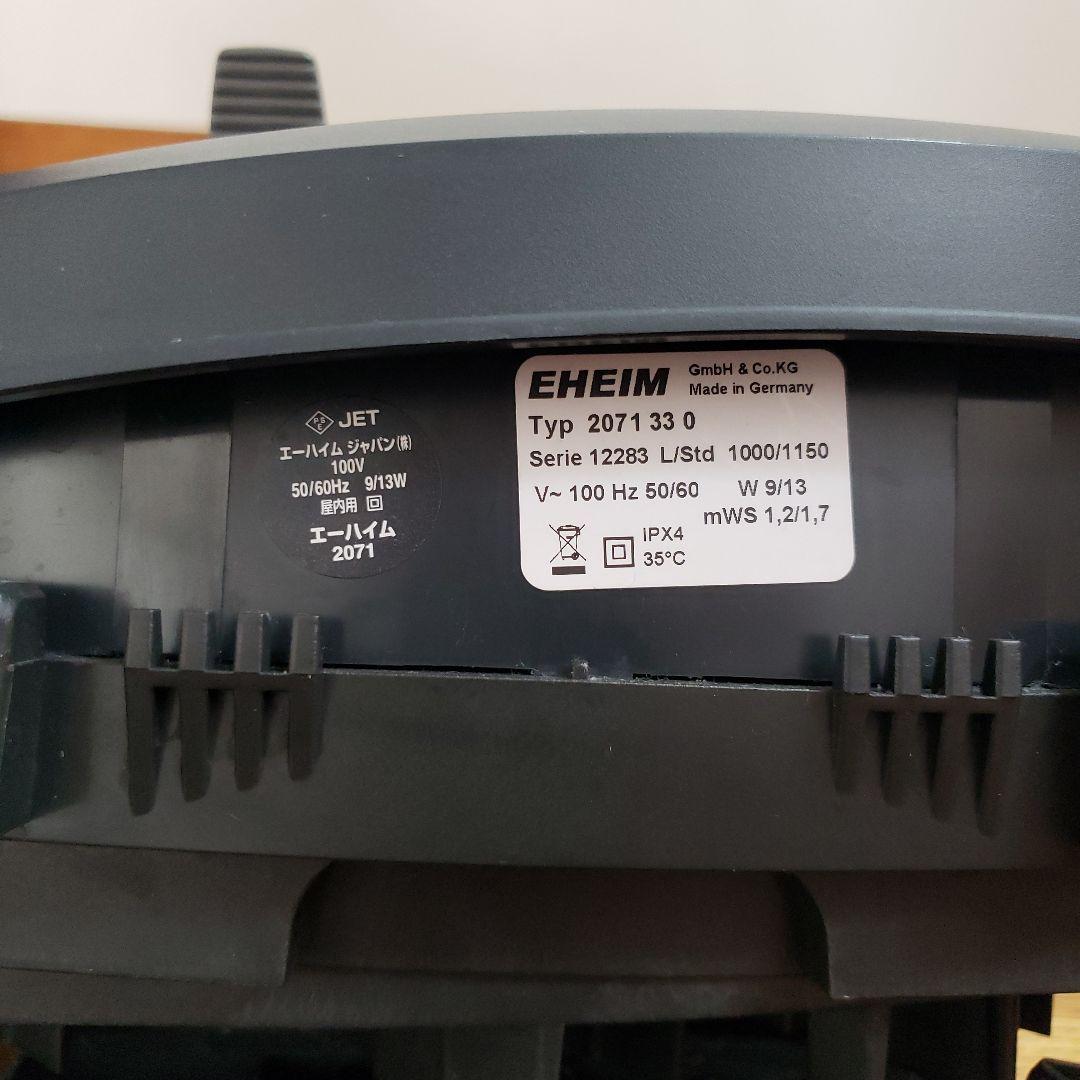 PSE JET
エーハイム ジャパン(株)
100V
50/60Hz 9/13W
屋内用
エーハイム
2071
EHEIM GmbH & Co.KG
Made in Germany
Typ 2071 33 0
Serie 12283 L/Std 1000/1150
V~ 100 Hz 50/60 W 9/13
mWS 1,2/1,7
IPX4
35°C